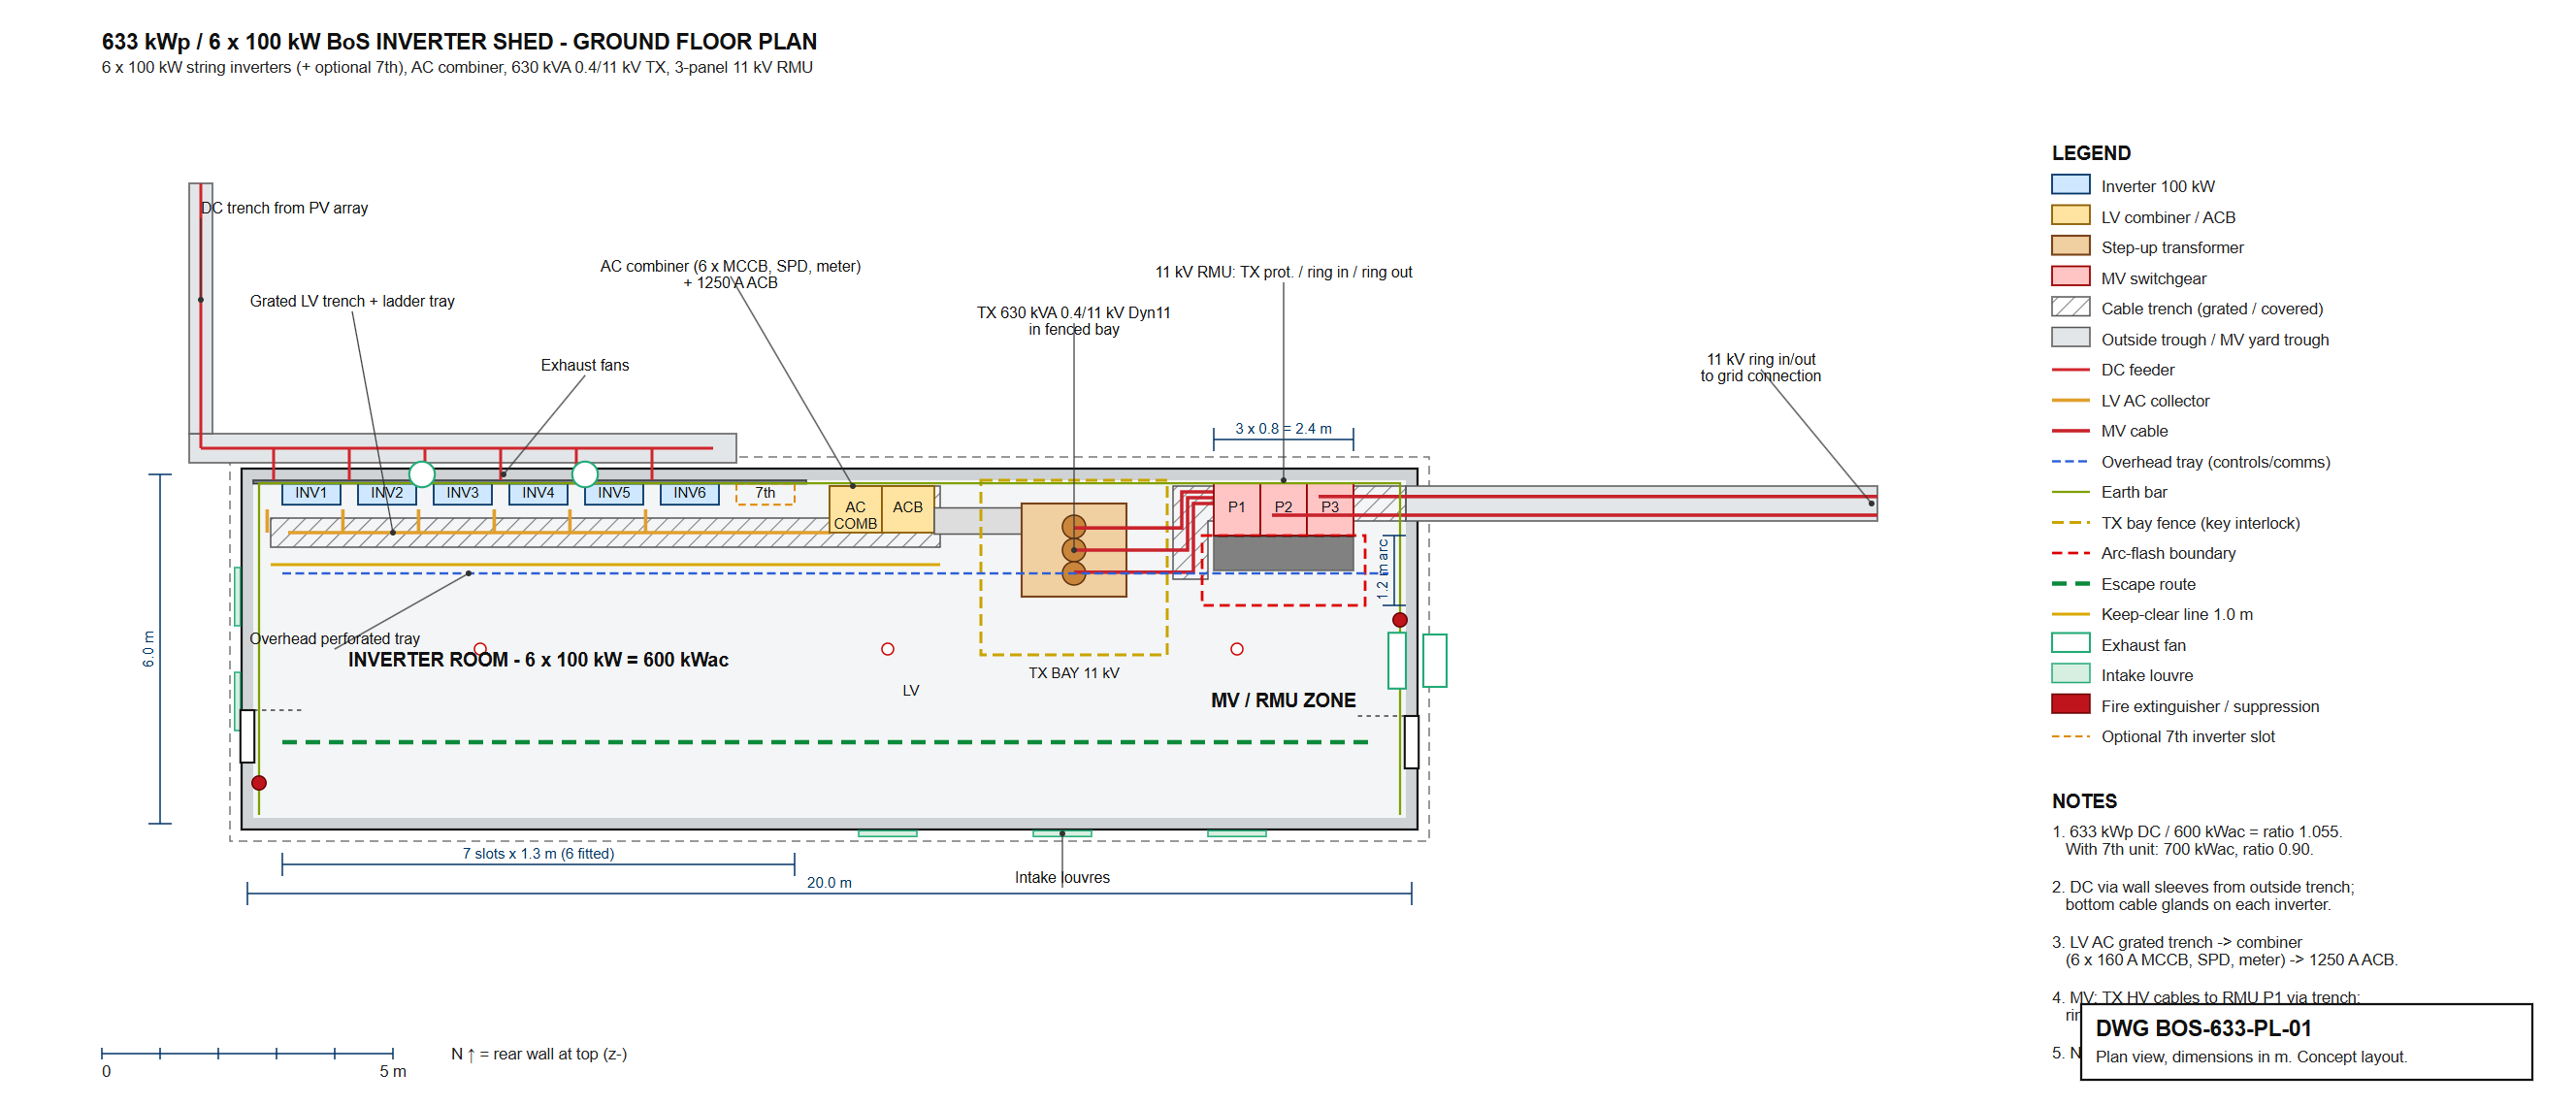 633 kWp / 6 x 100 kW BoS INVERTER SHED - GROUND FLOOR PLAN
6 x 100 kW string inverters (+ optional 7th), AC combiner, 630 kVA 0.4/11 kV TX, 3-panel 11 kV RMU
DC trench from PV array
Grated LV trench + ladder tray
Exhaust fans
AC combiner (6 x MCCB, SPD, meter)
+ 1250 A ACB
TX 630 kVA 0.4/11 kV Dyn11
in fenced bay
11 kV RMU: TX prot. / ring in / ring out
11 kV ring in/out
to grid connection
3 x 0.8 = 2.4 m
INV1
INV2
INV3
INV4
INV5
INV6
7th
AC
COMB
ACB
P1
P2
P3
1.2 m arc
6.0 m
Overhead perforated tray
INVERTER ROOM - 6 x 100 kW = 600 kWac
LV
TX BAY 11 kV
MV / RMU ZONE
7 slots x 1.3 m (6 fitted)
20.0 m
Intake louvres
0
5 m
N ↑ = rear wall at top (z-)
LEGEND
Inverter 100 kW
LV combiner / ACB
Step-up transformer
MV switchgear
Cable trench (grated / covered)
Outside trough / MV yard trough
DC feeder
LV AC collector
MV cable
Overhead tray (controls/comms)
Earth bar
TX bay fence (key interlock)
Arc-flash boundary
Escape route
Keep-clear line 1.0 m
Exhaust fan
Intake louvre
Fire extinguisher / suppression
Optional 7th inverter slot
NOTES
1. 633 kWp DC / 600 kWac = ratio 1.055.
With 7th unit: 700 kWac, ratio 0.90.
2. DC via wall sleeves from outside trench;
bottom cable glands on each inverter.
3. LV AC grated trench -> combiner
(6 x 160 A MCCB, SPD, meter) -> 1250 A ACB.
4. MV: TX HV cables to RMU P1 via trench;
5.
DWG BOS-633-PL-01
Plan view, dimensions in m. Concept layout.